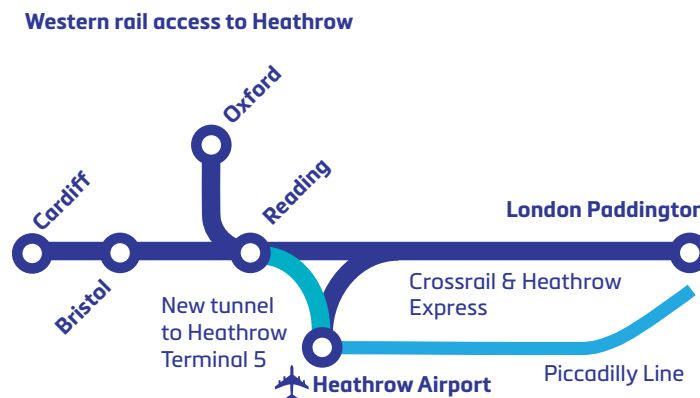 Western rail access to Heathrow
Oxford
Cardiff
Reading
London Paddington
Bristol
New tunnel
to Heathrow
Terminal 5
Crossrail & Heathrow
Express
Heathrow Airport
Piccadilly Line